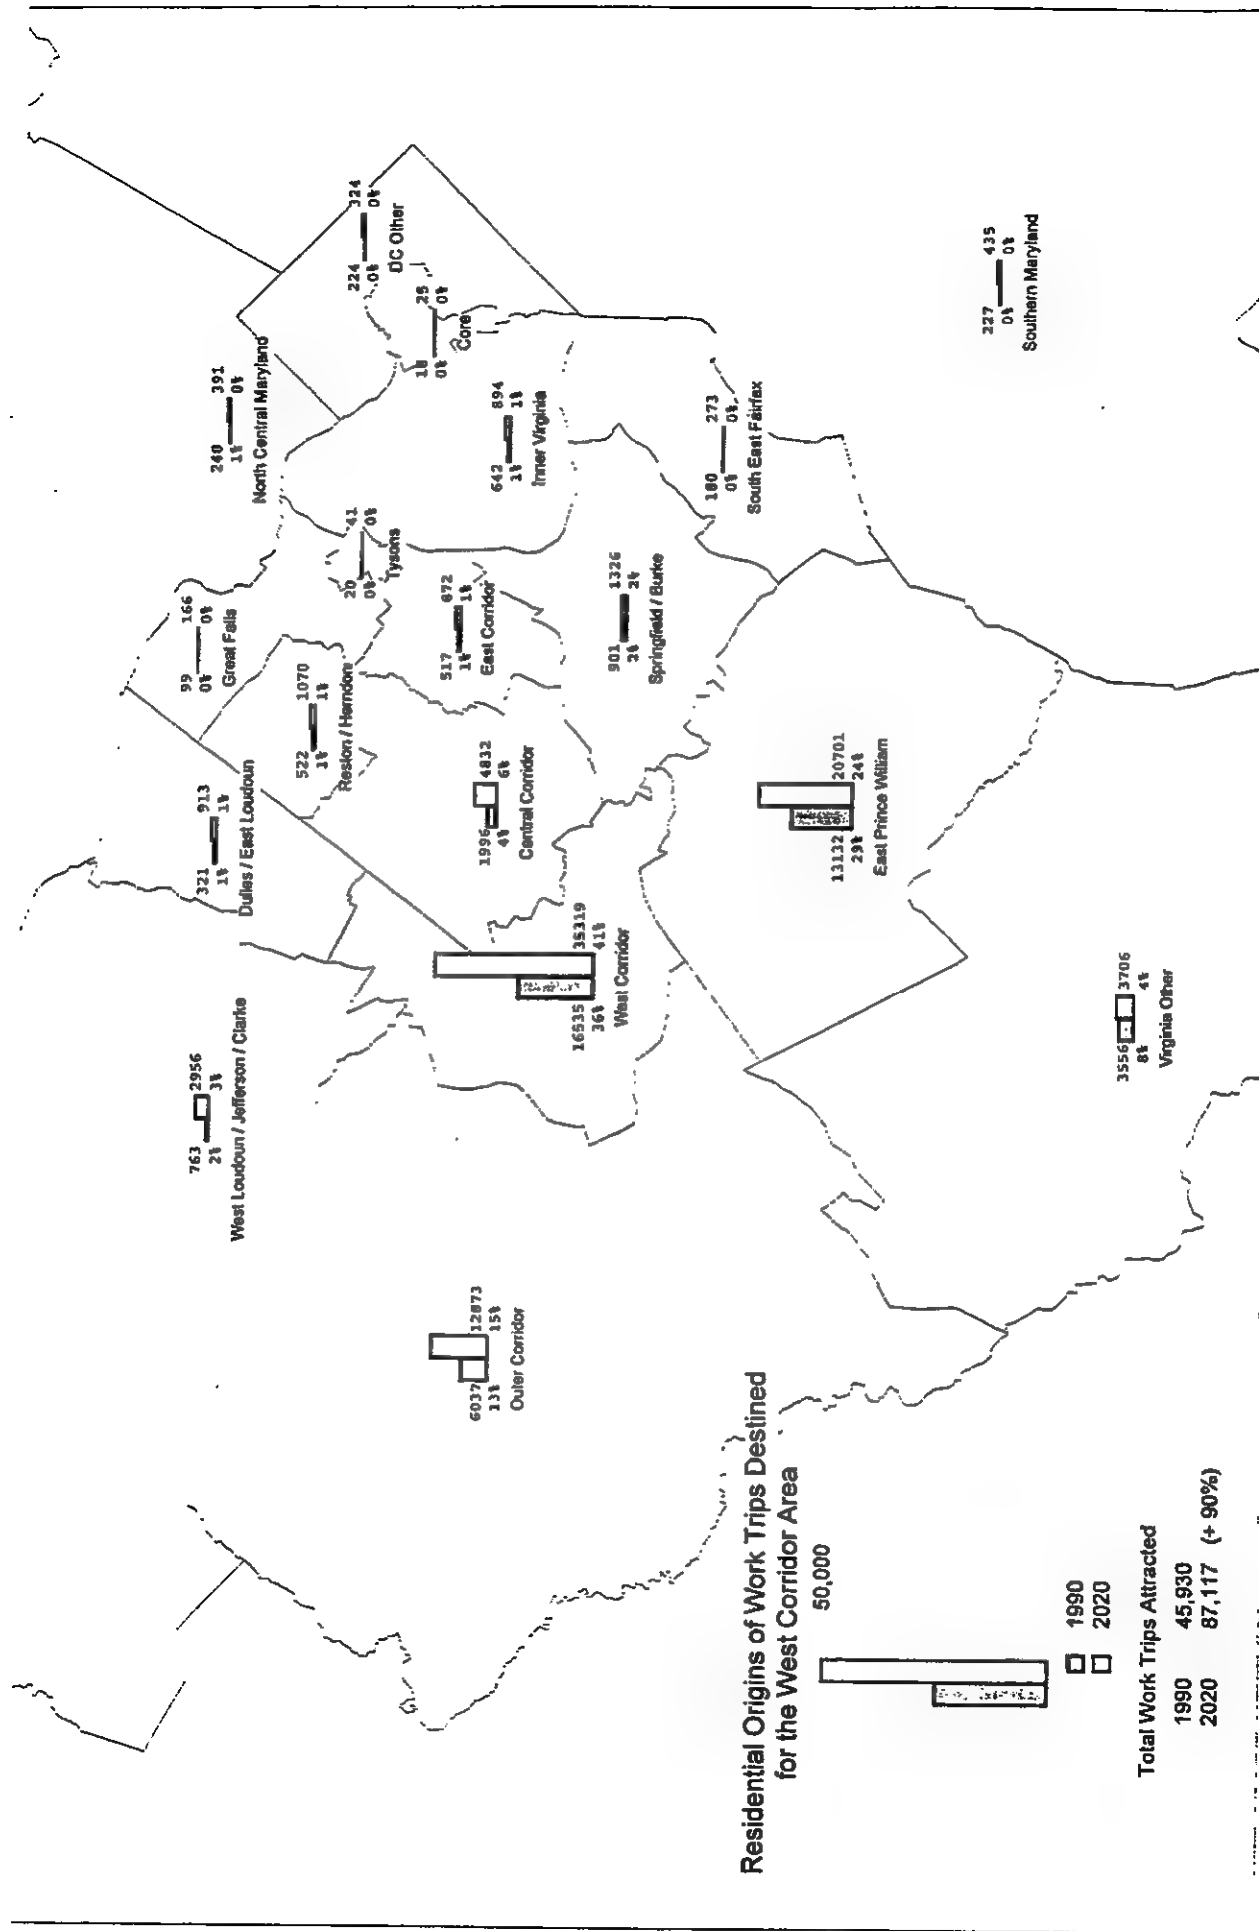 240 391
1% 0%
North Central Maryland
224 324
0% 0%
DC Other
18 25
0% 0%
Core
99 166
0% 0%
Great Falls
20 41
0% 0%
Tysons
642 894
1% 1%
Inner Virginia
321 913
1% 1%
Dulles / East Loudoun
522 1070
1% 1%
Reston / Herndon
517 672
1% 1%
East Corridor
763 2956
2% 3%
West Loudoun / Jefferson / Clarke
1996 4832
4% 6%
Central Corridor
901 1326
2% 2%
Springfield / Burke
180 273
0% 0%
South East Fairfax
16535 35319
36% 41%
West Corridor
6037 12873
13% 15%
Outer Corridor
13132 20701
29% 24%
East Prince William
227 435
0% 0%
Southern Maryland
3556 3706
8% 4%
Virginia Other
Residential Origins of Work Trips Destined
for the West Corridor Area
50,000
1990
2020
Total Work Trips Attracted
1990 45,930
2020 87,117 (+ 90%)